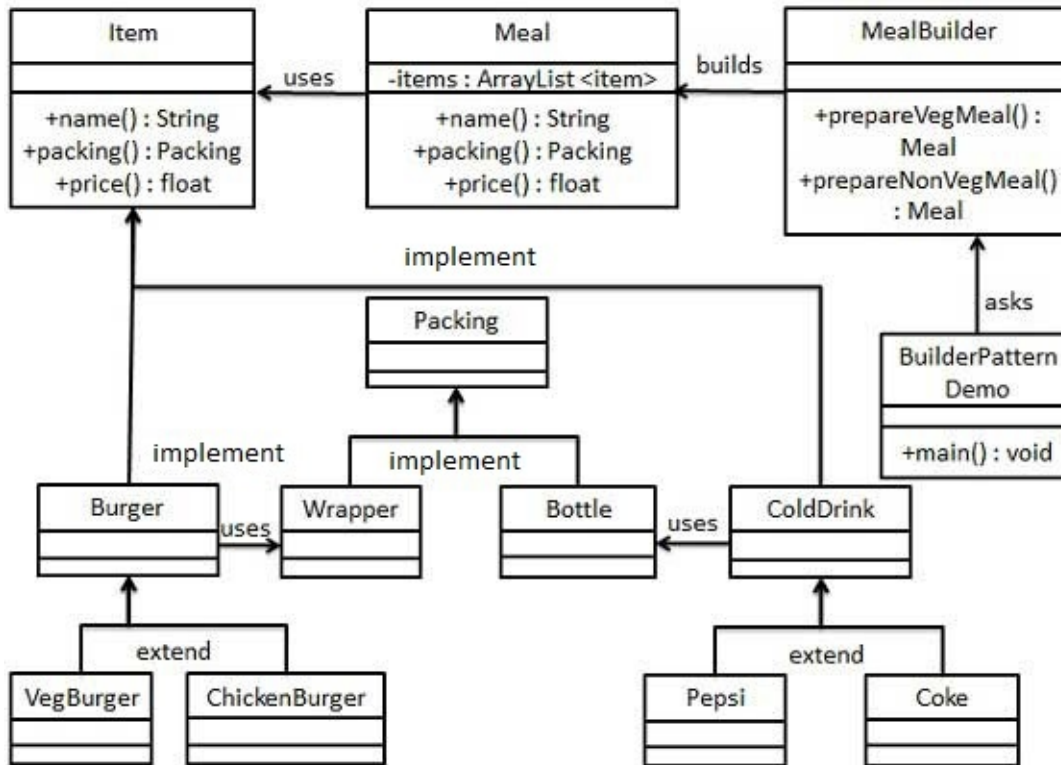 Item
Meal
MealBuilder
uses
-items : ArrayList <item>
builds
+name() : String
+packing() : Packing
+price() : float
+name() : String
+packing() : Packing
+price() : float
+prepareVegMeal() :
Meal
+prepareNonVegMeal()
: Meal
implement
asks
Packing
BuilderPattern
Demo
+main() : void
implement
implement
Burger
uses
Wrapper
Bottle
uses
ColdDrink
extend
extend
VegBurger
ChickenBurger
Pepsi
Coke